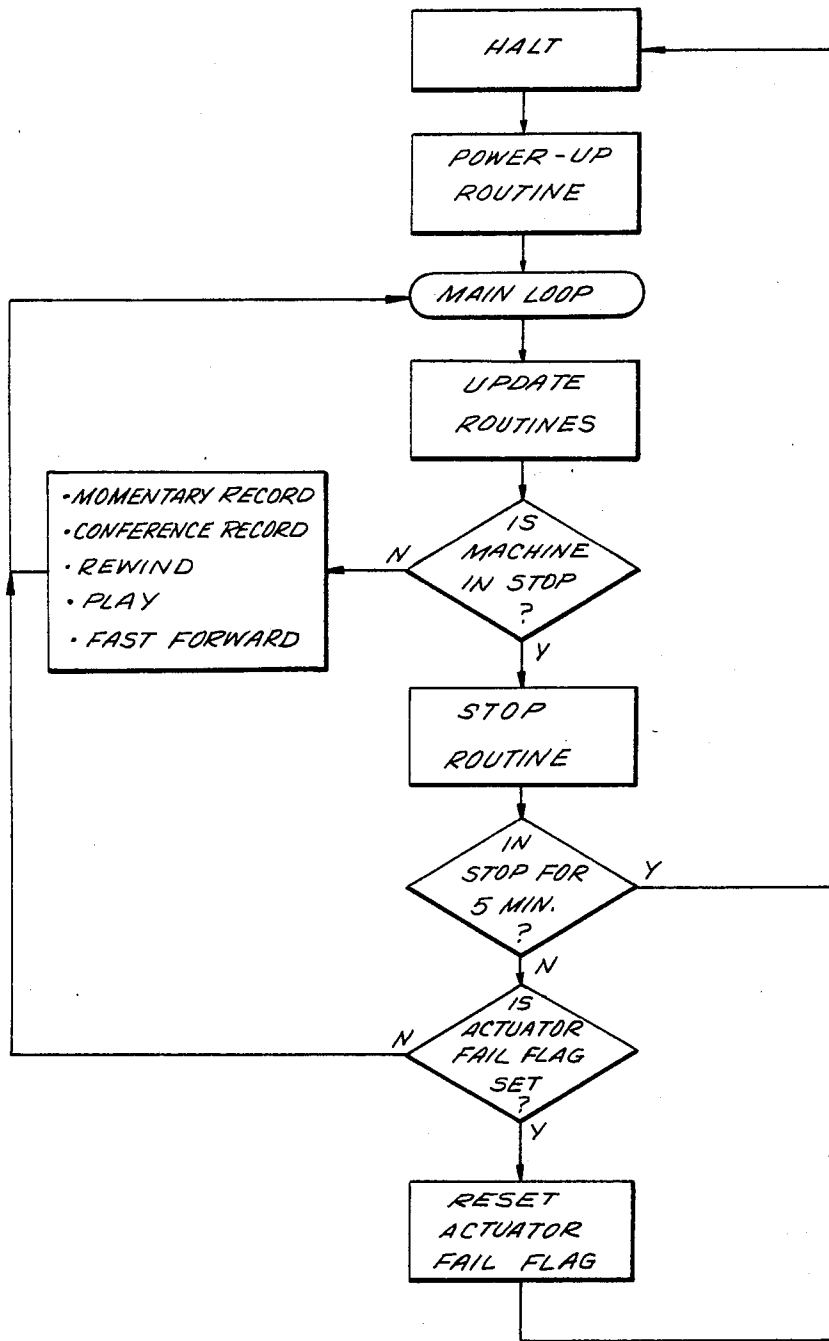 HALT
POWER-UP
ROUTINE
MAIN LOOP
UPDATE
ROUTINES
IS
MACHINE
IN STOP
?
N
Y
• MOMENTARY RECORD
• CONFERENCE RECORD
• REWIND
• PLAY
• FAST FORWARD
STOP
ROUTINE
IN
STOP FOR
5 MIN.
?
Y
N
IS
ACTUATOR
FAIL FLAG
SET
?
N
Y
RESET
ACTUATOR
FAIL FLAG